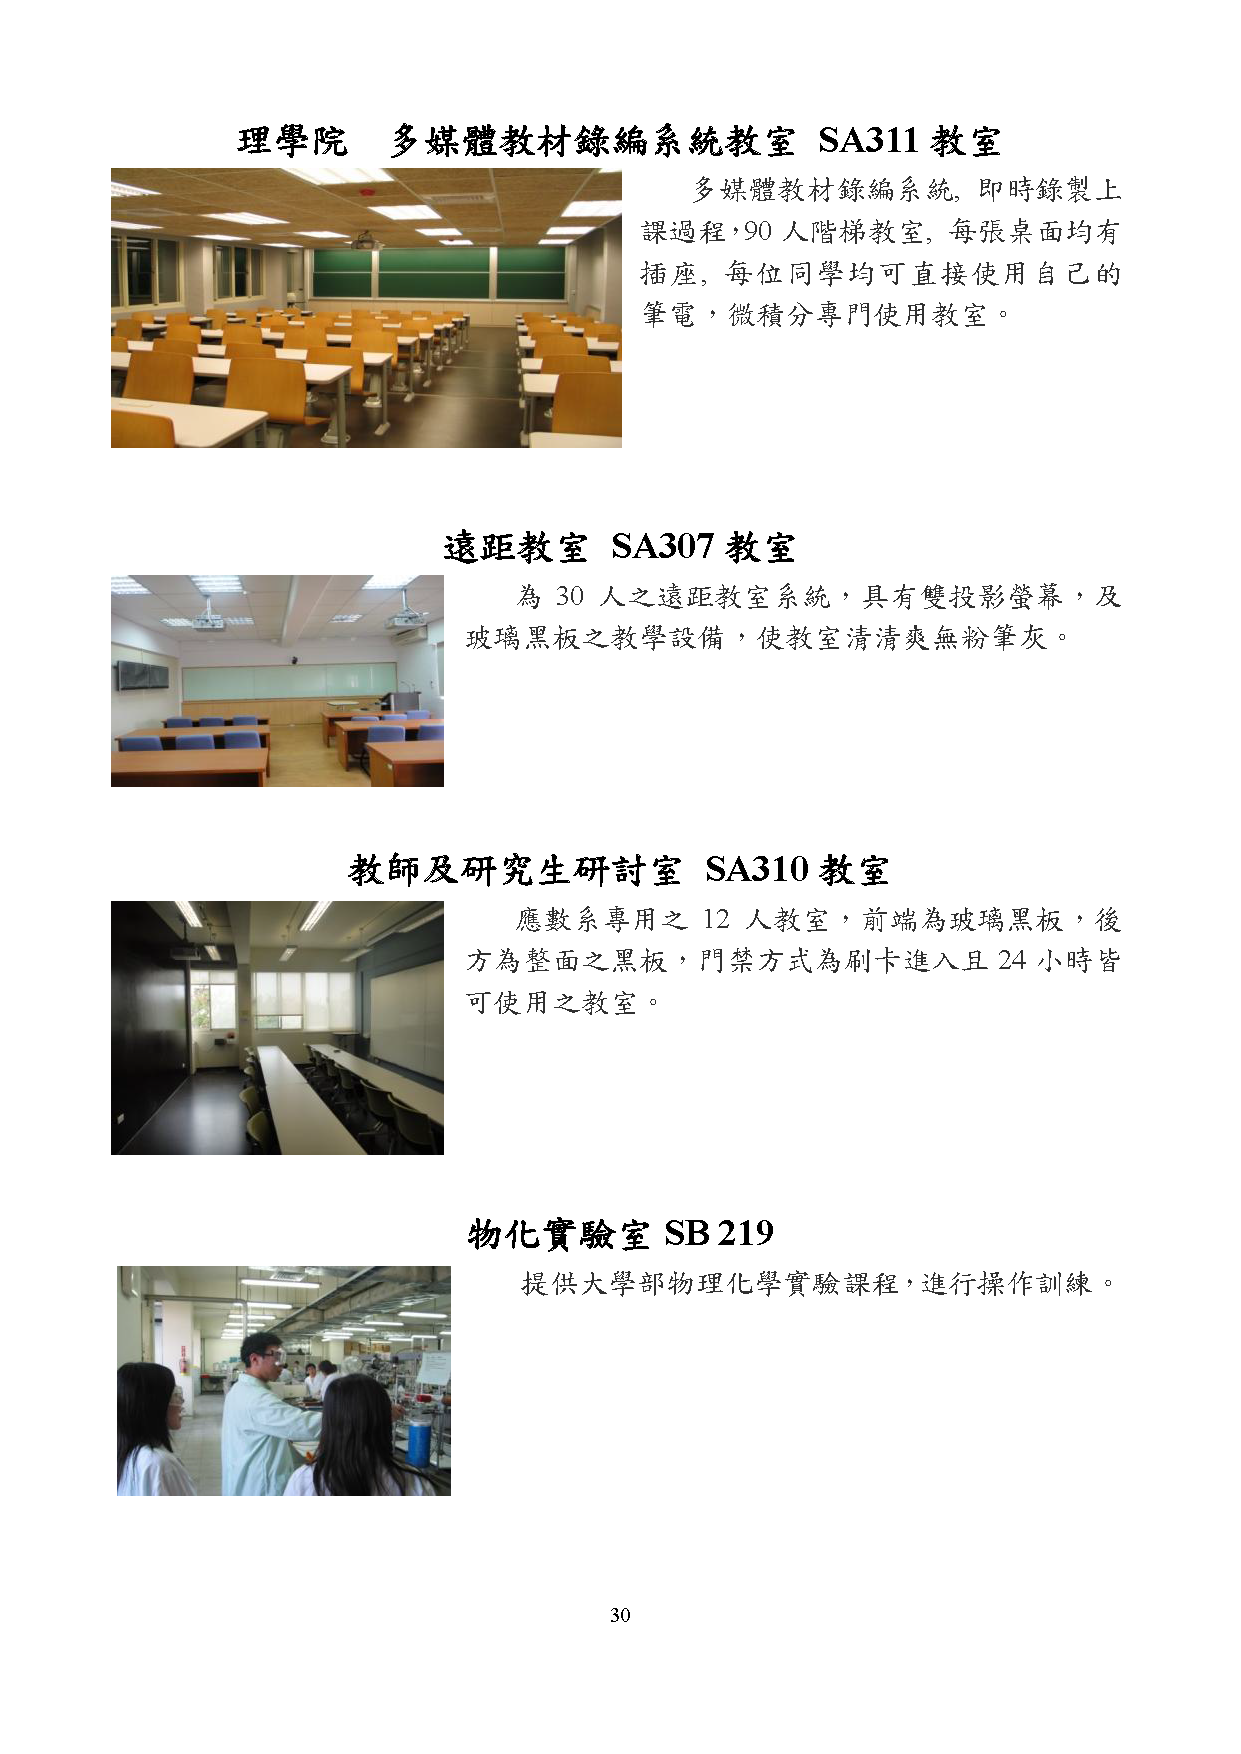 理學院　多媒體教材錄編系統教室 SA311 教室
多媒體教材錄編系統, 即時錄製上
課過程，90 人階梯教室, 每張桌面均有
插座, 每位同學均可直接使用自己的
筆電，微積分專門使用教室。
遠距教室 SA307 教室
為 30 人之遠距教室系統，具有雙投影螢幕，及
玻璃黑板之教學設備，使教室清清爽無粉筆灰。
教師及研究生研討室 SA310 教室
應數系專用之 12 人教室，前端為玻璃黑板，後
方為整面之黑板，門禁方式為刷卡進入且 24 小時皆
可使用之教室。
物化實驗室 SB 219
提供大學部物理化學實驗課程，進行操作訓練。
30